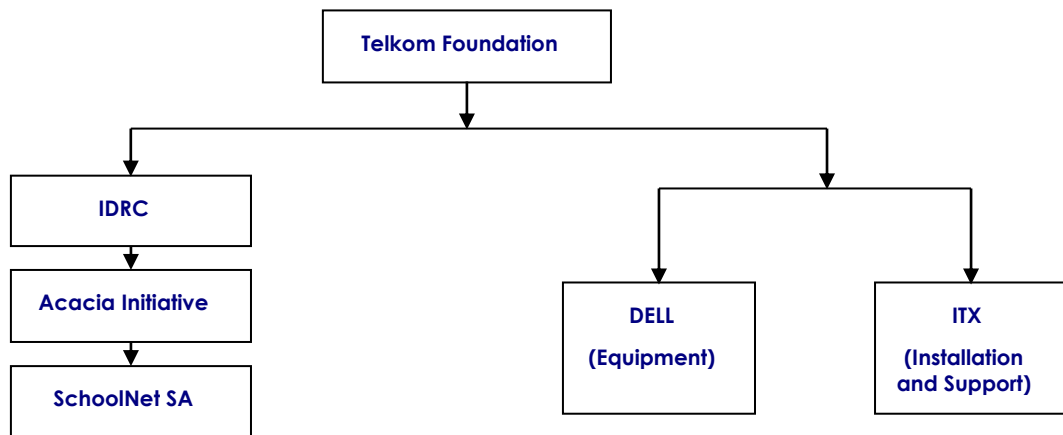 Telkom Foundation
IDRC
Acacia Initiative
SchoolNet SA
DELL
(Equipment)
ITX
(Installation
and Support)